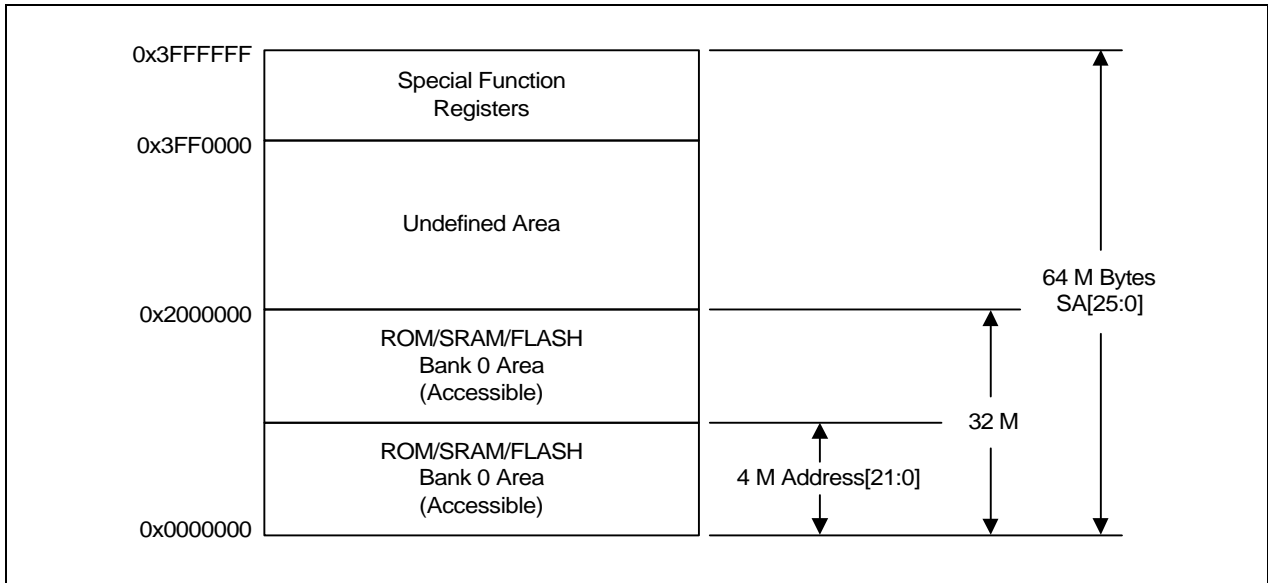 0x3FFFFFF
Special Function
Registers
0x3FF0000
Undefined Area
64 M Bytes
SA[25:0]
0x2000000
ROM/SRAM/FLASH
Bank 0 Area
(Accessible)
32 M
ROM/SRAM/FLASH
Bank 0 Area
(Accessible)
4 M Address[21:0]
0x0000000